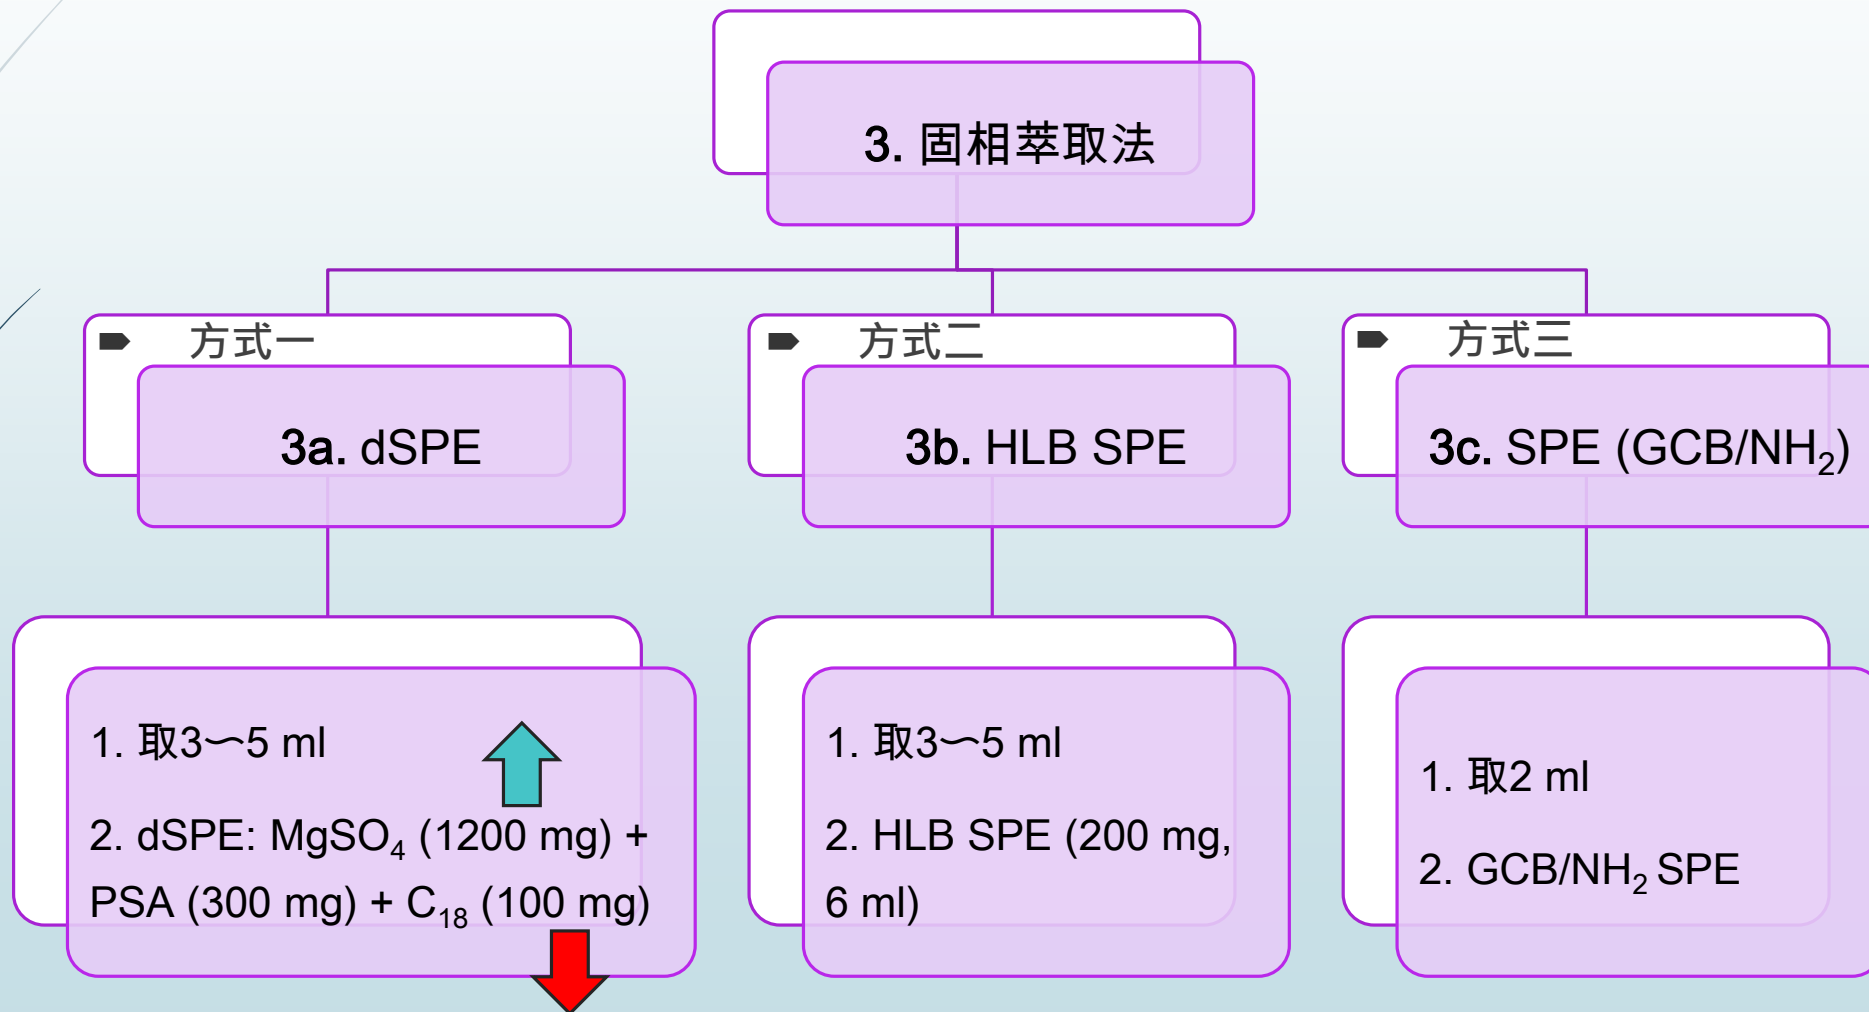 3. 固相萃取法
方式一
3a. dSPE
1. 取3～5 ml
2. dSPE: MgSO₄ (1200 mg) +
PSA (300 mg) + C₁₈ (100 mg)
方式二
3b. HLB SPE
1. 取3～5 ml
2. HLB SPE (200 mg,
6 ml)
方式三
3c. SPE (GCB/NH₂)
1. 取2 ml
2. GCB/NH₂ SPE